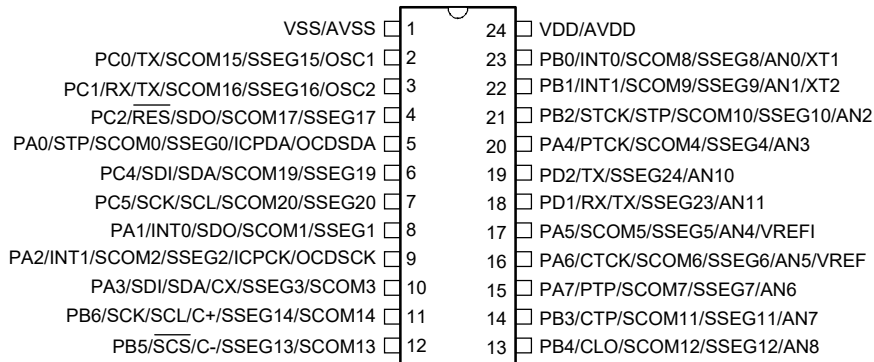 VSS/AVSS 1 24 VDD/AVDD
PC0/TX/SCOM15/SSEG15/OSC1 2 23 PB0/INT0/SCOM8/SSEG8/AN0/XT1
PC1/RX/TX/SCOM16/SSEG16/OSC2 3 22 PB1/INT1/SCOM9/SSEG9/AN1/XT2
PC2/RES/SDO/SCOM17/SSEG17 4 21 PB2/STCK/STP/SCOM10/SSEG10/AN2
PA0/STP/SCOM0/SSEG0/ICPDA/OCDSDA 5 20 PA4/PTCK/SCOM4/SSEG4/AN3
PC4/SDI/SDA/SCOM19/SSEG19 6 19 PD2/TX/SSEG24/AN10
PC5/SCK/SCL/SCOM20/SSEG20 7 18 PD1/RX/TX/SSEG23/AN11
PA1/INT0/SDO/SCOM1/SSEG1 8 17 PA5/SCOM5/SSEG5/AN4/VREFI
PA2/INT1/SCOM2/SSEG2/ICPCK/OCDSCK 9 16 PA6/CTCK/SCOM6/SSEG6/AN5/VREF
PA3/SDI/SDA/CX/SSEG3/SCOM3 10 15 PA7/PTP/SCOM7/SSEG7/AN6
PB6/SCK/SCL/C+/SSEG14/SCOM14 11 14 PB3/CTP/SCOM11/SSEG11/AN7
PB5/SCS/C-/SSEG13/SCOM13 12 13 PB4/CLO/SCOM12/SSEG12/AN8